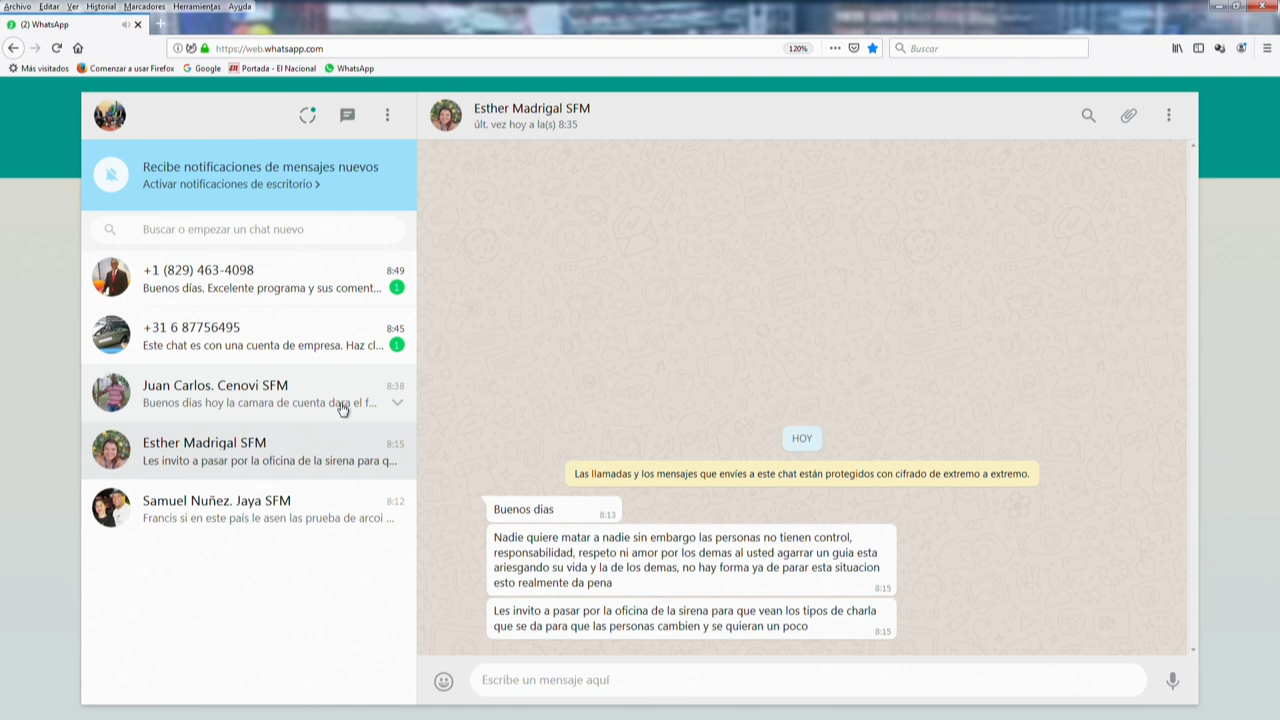 Archivo Editar Ver Historial Marcadores Herramientas Ayuda
(2) WhatsApp
https://web.whatsapp.com
120%
Buscar
Más visitados
Comenzar a usar Firefox
Google
Portada - El Nacional
WhatsApp
Esther Madrigal SFM
últ. vez hoy a la(s) 8:35
Recibe notificaciones de mensajes nuevos
Activar notificaciones de escritorio >
Buscar o empezar un chat nuevo
+1 (829) 463-4098
8:49
Buenos días. Excelente programa y sus coment...
1
+31 6 87756495
8:45
Este chat es con una cuenta de empresa. Haz cl...
1
Juan Carlos. Cenovi SFM
8:38
Buenos dias hoy la camara de cuenta dara el f...
Esther Madrigal SFM
8:15
Les invito a pasar por la oficina de la sirena para q...
Samuel Nuñez. Jaya SFM
8:12
Francis si en este país le asen las prueba de arcoi ...
HOY
Las llamadas y los mensajes que envíes a este chat están protegidos con cifrado de extremo a extremo.
Buenos dias
8:13
Nadie quiere matar a nadie sin embargo las personas no tienen control,
responsabilidad, respeto ni amor por los demas al usted agarrar un guia esta
ariesgando su vida y la de los demas, no hay forma ya de parar esta situacion
esto realmente da pena
8:15
Les invito a pasar por la oficina de la sirena para que vean los tipos de charla
que se da para que las personas cambien y se quieran un poco
8:15
Escribe un mensaje aquí